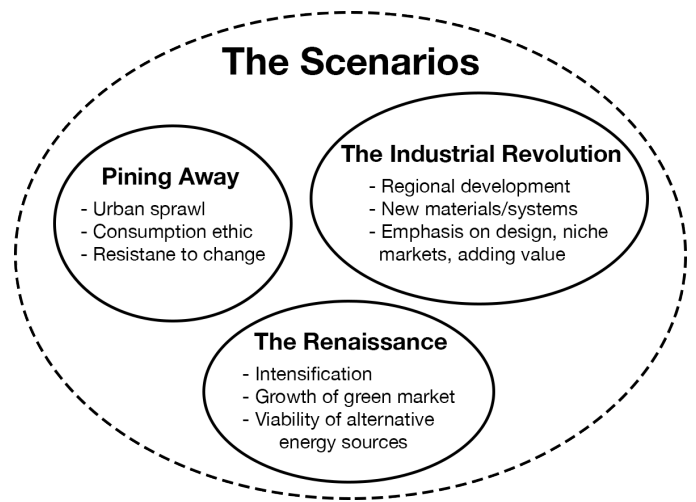 The Scenarios
Pining Away
- Urban sprawl
- Consumption ethic
- Resistane to change
The Industrial Revolution
- Regional development
- New materials/systems
- Emphasis on design, niche
markets, adding value
The Renaissance
- Intensification
- Growth of green market
- Viability of alternative
energy sources